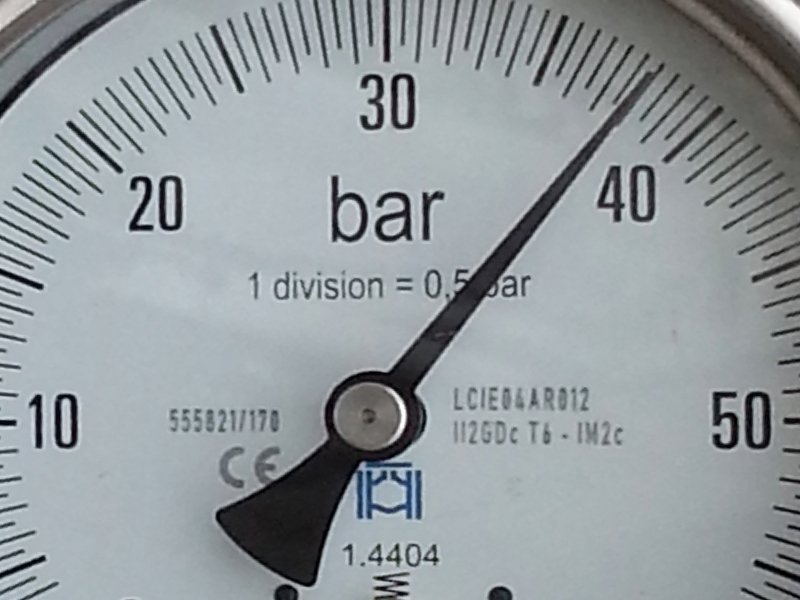 30
20
40
bar
1 division = 0,5 bar
10
50
555821/170
LCIE04AR012
II2GDc T6 - IM2c
CE
1.4404